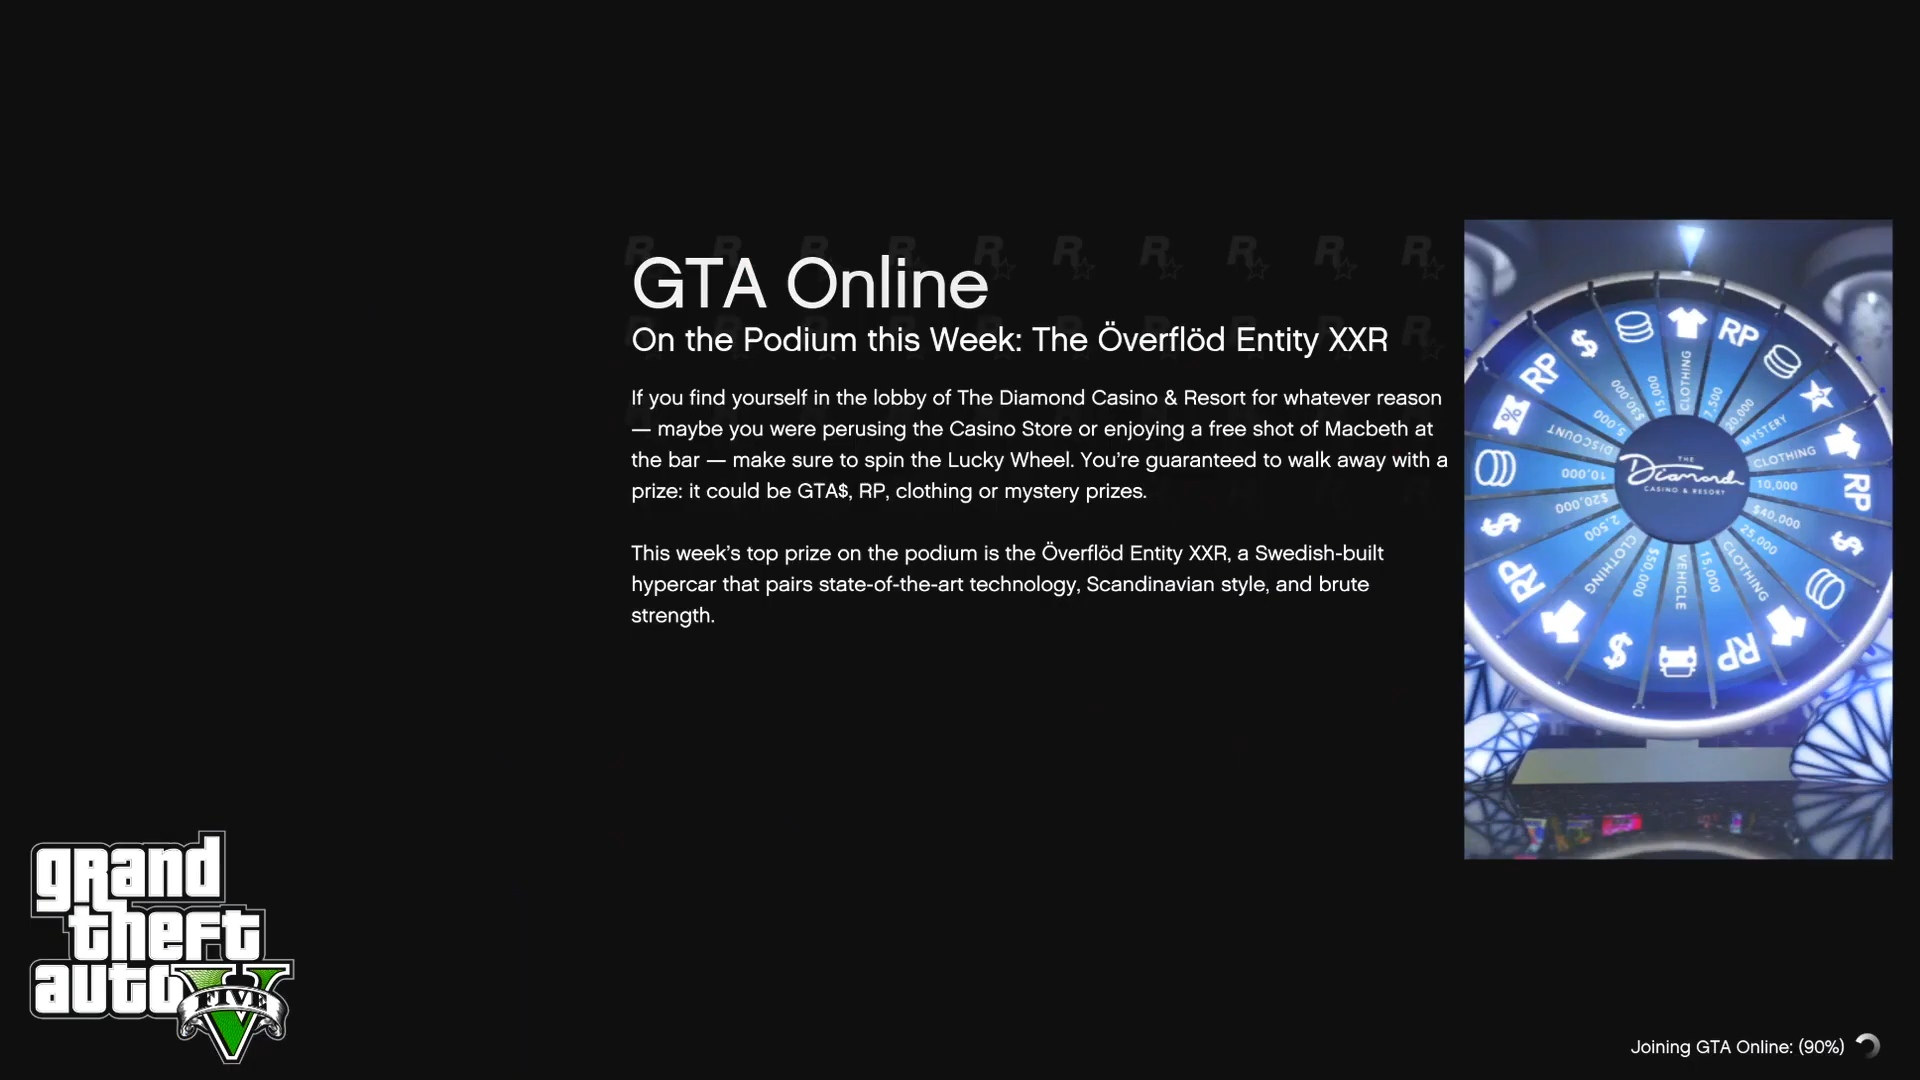 GTA Online
On the Podium this Week: The Överflöd Entity XXR
If you find yourself in the lobby of The Diamond Casino & Resort for whatever reason
— maybe you were perusing the Casino Store or enjoying a free shot of Macbeth at
the bar — make sure to spin the Lucky Wheel. You're guaranteed to walk away with a
prize: it could be GTA$, RP, clothing or mystery prizes.
This week's top prize on the podium is the Överflöd Entity XXR, a Swedish-built
hypercar that pairs state-of-the-art technology, Scandinavian style, and brute
strength.
THE
Diamond
CASINO & RESORT
CLOTHING
RP 7,500
20,000
MYSTERY
CLOTHING
RP 10,000
$ $40,000
25,000
CLOTHING
RP 15,000
VEHICLE
$ $50,000
CLOTHING
RP 2,500
$ $20,000
10,000
% DISCOUNT
RP 5,000
$ $30,000
15,000
grand
theft
auto V
FIVE
Joining GTA Online: (90%)